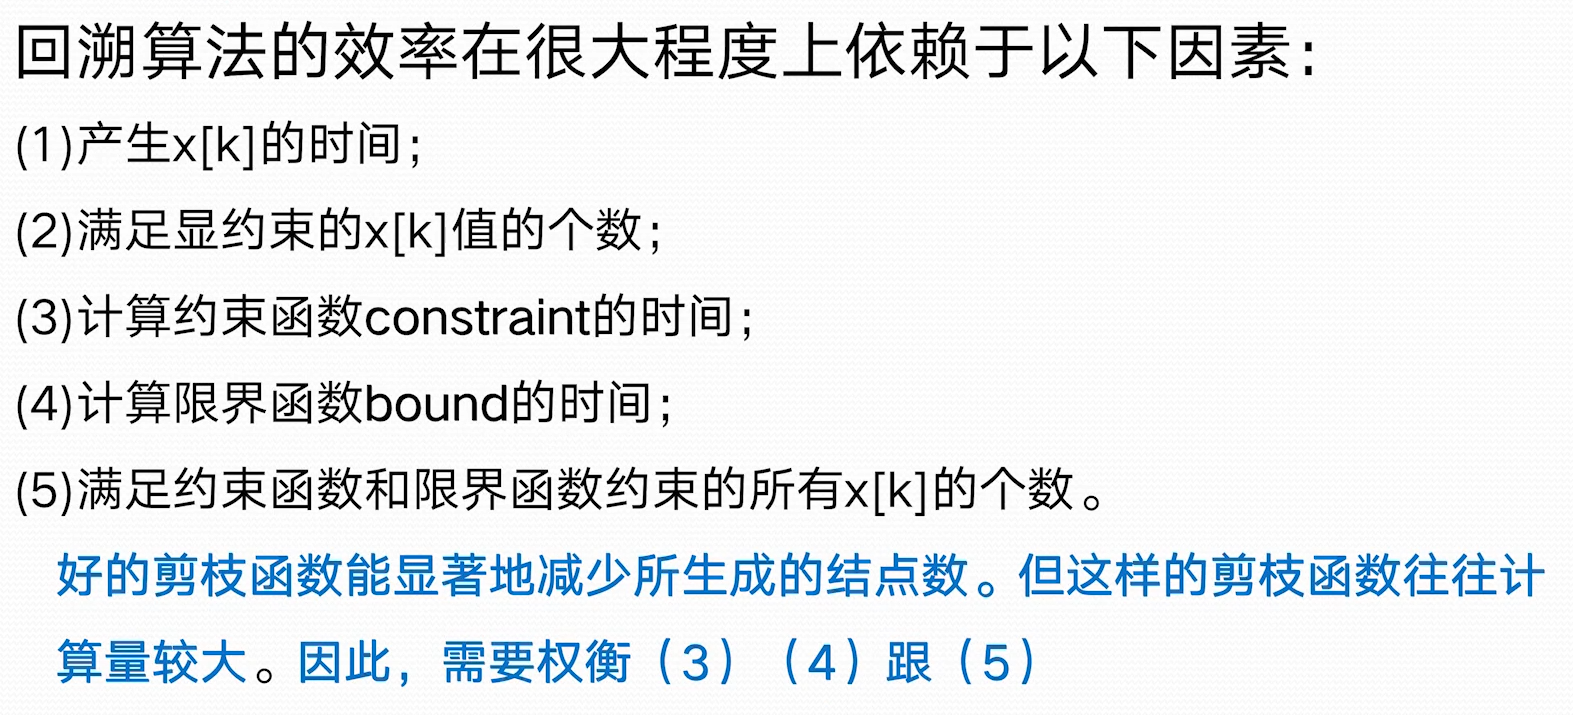 回溯算法的效率在很大程度上依赖于以下因素：
(1)产生x[k]的时间；
(2)满足显约束的x[k]值的个数；
(3)计算约束函数constraint的时间；
(4)计算限界函数bound的时间；
(5)满足约束函数和限界函数约束的所有x[k]的个数。
好的剪枝函数能显著地减少所生成的结点数。但这样的剪枝函数往往计
算量较大。因此，需要权衡（3）（4）跟（5）